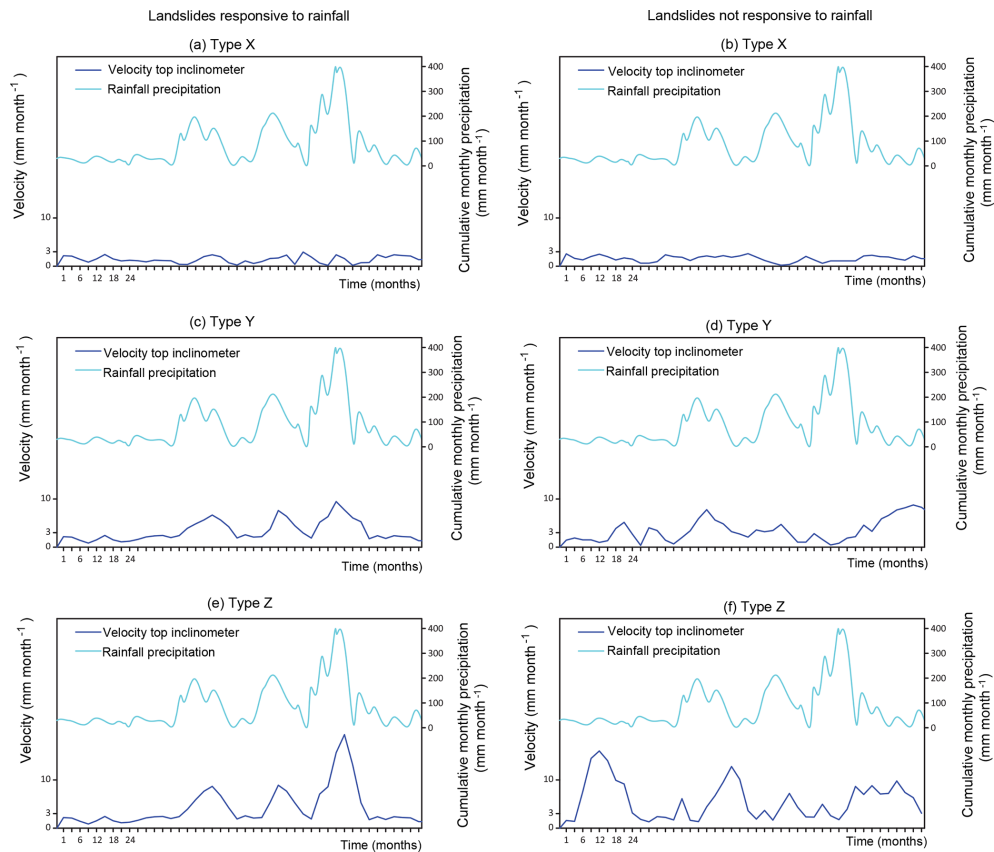 Landslides responsive to rainfall
Landslides not responsive to rainfall
(a) Type X
Velocity top inclinometer
Rainfall precipitation
Velocity (mm month-1 )
10
3
0
400
300
200
100
0
Cumulative monthly precipitation
(mm month-1)
1 6 12 18 24
Time (months)
(b) Type X
Velocity top inclinometer
Rainfall precipitation
Velocity (mm month-1 )
10
3
0
400
300
200
100
0
Cumulative monthly precipitation
(mm month-1)
1 6 12 18 24
Time (months)
(c) Type Y
Velocity top inclinometer
Rainfall precipitation
Velocity (mm month-1 )
10
3
0
400
300
200
100
0
Cumulative monthly precipitation
(mm month-1)
1 6 12 18 24
Time (months)
(d) Type Y
Velocity top inclinometer
Rainfall precipitation
Velocity (mm month-1 )
10
3
0
400
300
200
100
0
Cumulative monthly precipitation
(mm month-1)
1 6 12 18 24
Time (months)
(e) Type Z
Velocity top inclinometer
Rainfall precipitation
Velocity (mm month-1 )
10
3
0
400
300
200
100
0
Cumulative monthly precipitation
(mm month-1)
1 6 12 18 24
Time (months)
(f) Type Z
Velocity top inclinometer
Rainfall precipitation
Velocity (mm month-1 )
10
3
0
400
300
200
100
0
Cumulative monthly precipitation
(mm month-1)
1 6 12 18 24
Time (months)